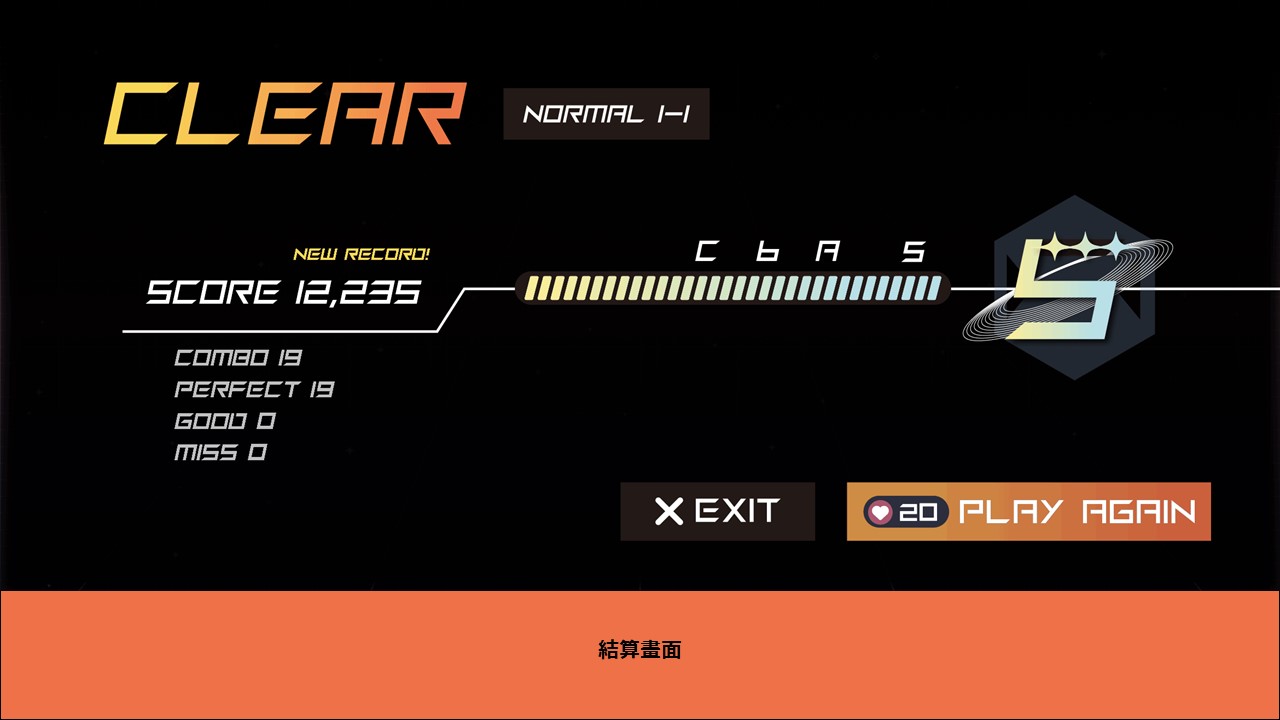 CLEAR
NORMAL 1-1
NEW RECORD!
SCORE 12,235
C b A S
S
COMBO 19
PERFECT 19
GOOD 0
MISS 0
X EXIT
20 PLAY AGAIN
結算畫面